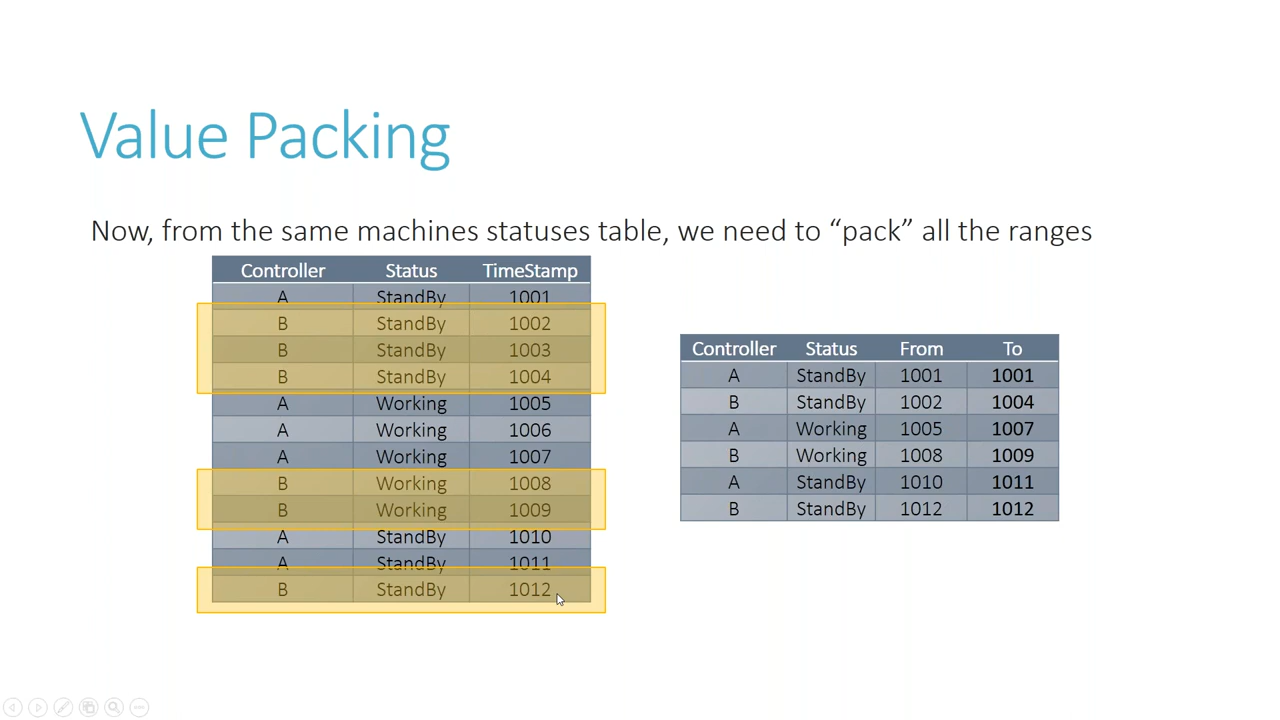 Value Packing
Now, from the same machines statuses table, we need to “pack” all the ranges
Controller Status TimeStamp
A StandBy 1001
B StandBy 1002
B StandBy 1003
B StandBy 1004
A Working 1005
A Working 1006
A Working 1007
B Working 1008
B Working 1009
A StandBy 1010
A StandBy 1011
B StandBy 1012
Controller Status From To
A StandBy 1001 1001
B StandBy 1002 1004
A Working 1005 1007
B Working 1008 1009
A StandBy 1010 1011
B StandBy 1012 1012